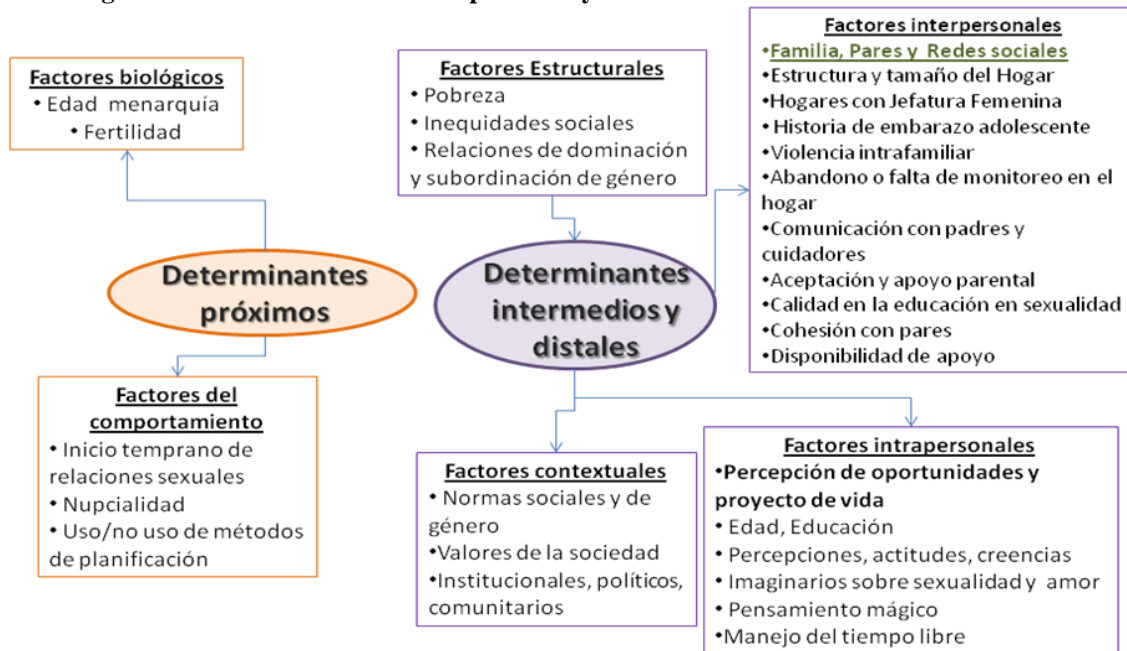 Factores biológicos
• Edad menarquía
• Fertilidad
Determinantes
próximos
Factores del
comportamiento
• Inicio temprano de
relaciones sexuales
• Nupcialidad
• Uso/no uso de métodos
de planificación
Factores Estructurales
• Pobreza
• Inequidades sociales
• Relaciones de dominación
y subordinación de género
Determinantes
intermedios y
distales
Factores interpersonales
•Familia, Pares y Redes sociales
•Estructura y tamaño del Hogar
•Hogares con Jefatura Femenina
• Historia de embarazo adolescente
•Violencia intrafamiliar
•Abandono o falta de monitoreo en el
hogar
•Comunicación con padres y
cuidadores
•Aceptación y apoyo parental
•Calidad en la educación en sexualidad
•Cohesión con pares
•Disponibilidad de apoyo
Factores contextuales
• Normas sociales y de
género
•Valores de la sociedad
•Institucionales, políticos,
comunitarios
Factores intrapersonales
•Percepción de oportunidades y
proyecto de vida
• Edad, Educación
• Percepciones, actitudes, creencias
• Imaginarios sobre sexualidad y amor
• Pensamiento mágico
•Manejo del tiempo libre